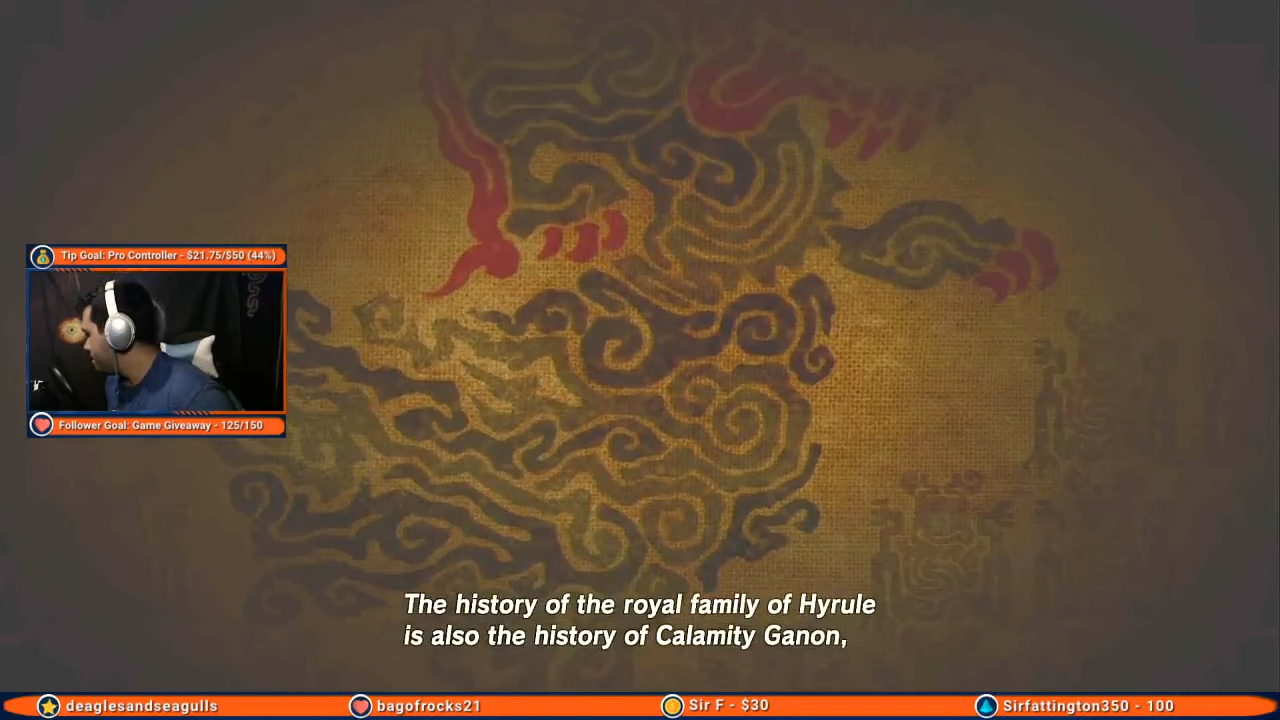 Tip Goal: Pro Controller - $21.75/$50 (44%)
Follower Goal: Game Giveaway - 125/150
The history of the royal family of Hyrule
is also the history of Calamity Ganon,
deaglesandseagulls
bagofrocks21
Sir F - $30
Sirfattington350 - 100